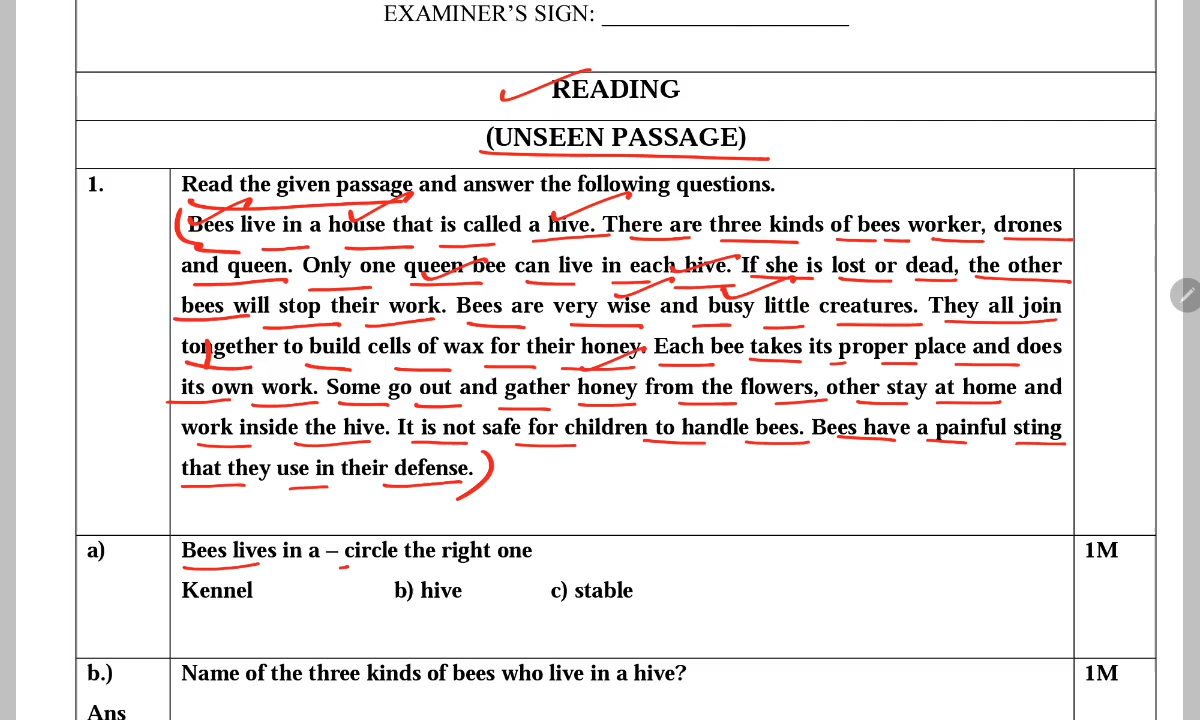 EXAMINER’S SIGN: ____________________
READING
(UNSEEN PASSAGE)
1. Read the given passage and answer the following questions.
Bees live in a house that is called a hive. There are three kinds of bees worker, drones
and queen. Only one queen bee can live in each hive. If she is lost or dead, the other
bees will stop their work. Bees are very wise and busy little creatures. They all join
tongether to build cells of wax for their honey. Each bee takes its proper place and does
its own work. Some go out and gather honey from the flowers, other stay at home and
work inside the hive. It is not safe for children to handle bees. Bees have a painful sting
that they use in their defense.
a) Bees lives in a – circle the right one 1M
Kennel b) hive c) stable
b.) Name of the three kinds of bees who live in a hive? 1M
Ans